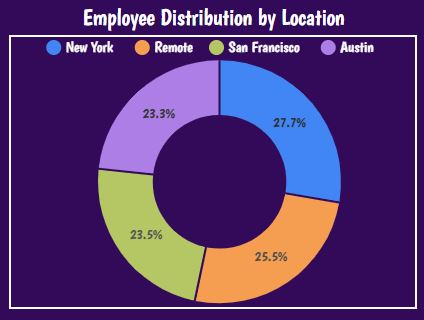 Employee Distribution by Location
New York Remote San Francisco Austin
23.3%
27.7%
23.5%
25.5%